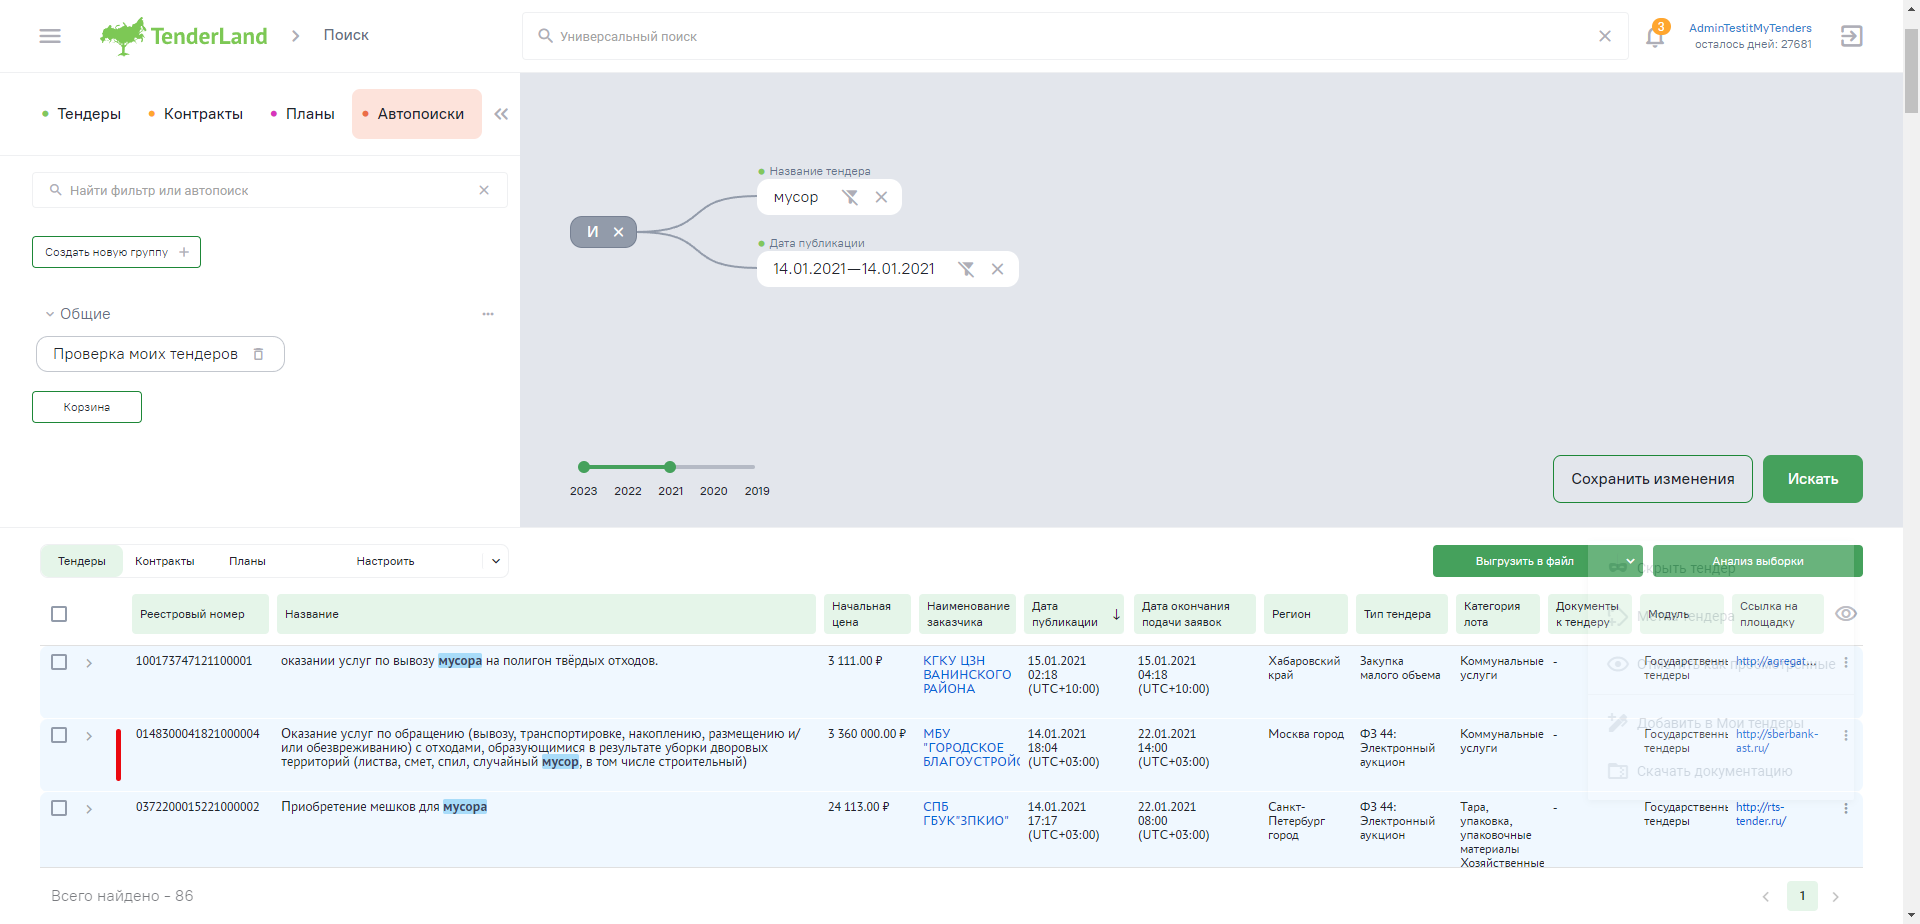 TenderLand
Поиск
Универсальный поиск
3
AdminTestitMyTenders
осталось дней: 27681
Тендеры
Контракты
Планы
Автопоиски
Найти фильтр или автопоиск
Создать новую группу
Общие
Проверка моих тендеров
Корзина
Название тендера
мусор
И
Дата публикации
14.01.2021—14.01.2021
2023 2022 2021 2020 2019
Сохранить изменения
Искать
Тендеры
Контракты
Планы
Настроить
Выгрузить в файл
Анализ выборки
Скрыть тендер
Метки тендера
Отметить как просмотренные
Добавить в Мои тендеры
Скачать документацию
Реестровый номер
Название
Начальная
цена
Наименование
заказчика
Дата
публикации
Дата окончания
подачи заявок
Регион
Тип тендера
Категория
лота
Документы
к тендеру
Модуль
Ссылка на
площадку
100173747121100001
оказании услуг по вывозу мусора на полигон твёрдых отходов.
3 111.00 ₽
КГКУ ЦЗН
ВАНИНСКОГО
РАЙОНА
15.01.2021
02:18
(UTC+10:00)
15.01.2021
04:18
(UTC+10:00)
Хабаровский
край
Закупка
малого объема
Коммунальные
услуги
-
Государственны
тендеры
http://agregat...
0148300041821000004
Оказание услуг по обращению (вывозу, транспортировке, накоплению, размещению и/
или обезвреживанию) с отходами, образующимися в результате уборки дворовых
территорий (листва, смет, спил, случайный мусор, в том числе строительный)
3 360 000.00 ₽
МБУ
"ГОРОДСКОЕ
БЛАГОУСТРОЙС
14.01.2021
18:04
(UTC+03:00)
22.01.2021
14:00
(UTC+03:00)
Москва город
ФЗ 44:
Электронный
аукцион
Коммунальные
услуги
-
Государственны
тендеры
http://sberbank-
ast.ru/
0372200015221000002
Приобретение мешков для мусора
24 113.00 ₽
СПБ
ГБУК"ЗПКИО"
14.01.2021
17:17
(UTC+03:00)
22.01.2021
08:00
(UTC+03:00)
Санкт-
Петербург
город
ФЗ 44:
Электронный
аукцион
Тара,
упаковка,
упаковочные
материалы
Хозяйственные
-
Государственны
тендеры
http://rts-
tender.ru/
Всего найдено - 86
1